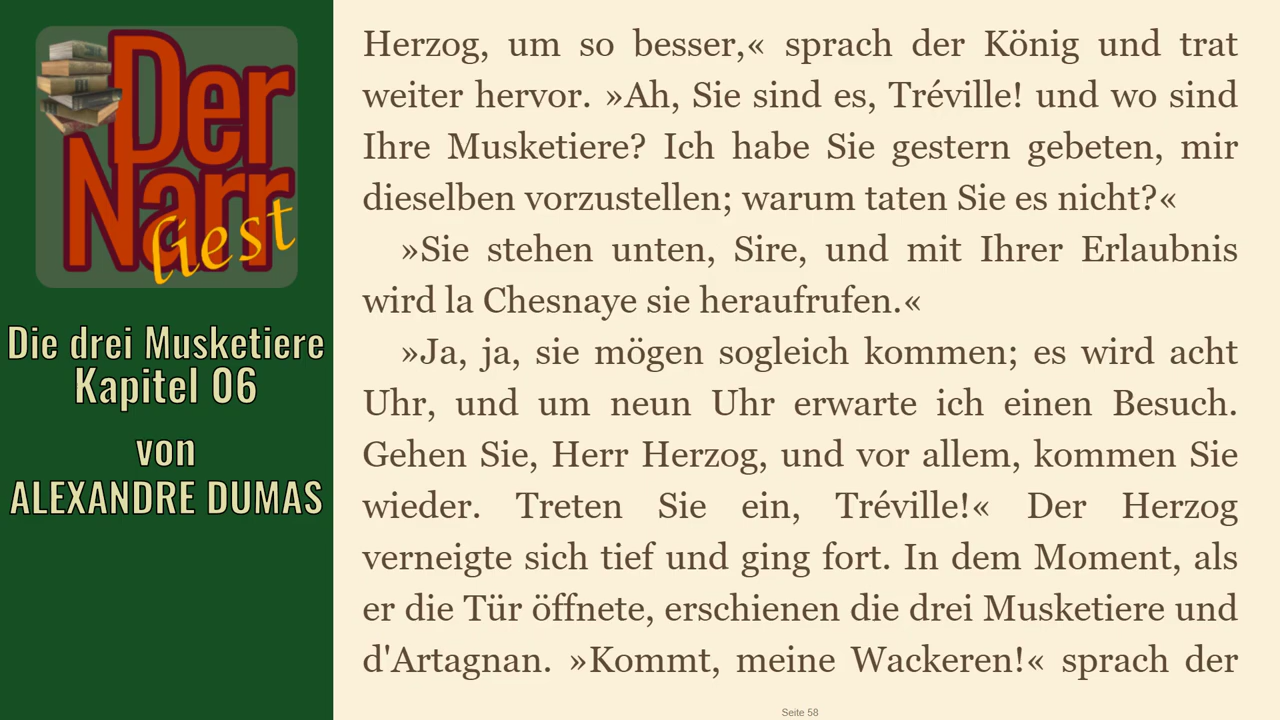 Der
Narr
liest
Die drei Musketiere
Kapitel 06
von
ALEXANDRE DUMAS
Herzog, um so besser,« sprach der König und trat
weiter hervor. »Ah, Sie sind es, Tréville! und wo sind
Ihre Musketiere? Ich habe Sie gestern gebeten, mir
dieselben vorzustellen; warum taten Sie es nicht?«
»Sie stehen unten, Sire, und mit Ihrer Erlaubnis
wird la Chesnaye sie heraufrufen.«
»Ja, ja, sie mögen sogleich kommen; es wird acht
Uhr, und um neun Uhr erwarte ich einen Besuch.
Gehen Sie, Herr Herzog, und vor allem, kommen Sie
wieder. Treten Sie ein, Tréville!« Der Herzog
verneigte sich tief und ging fort. In dem Moment, als
er die Tür öffnete, erschienen die drei Musketiere und
d'Artagnan. »Kommt, meine Wackeren!« sprach der
Seite 58